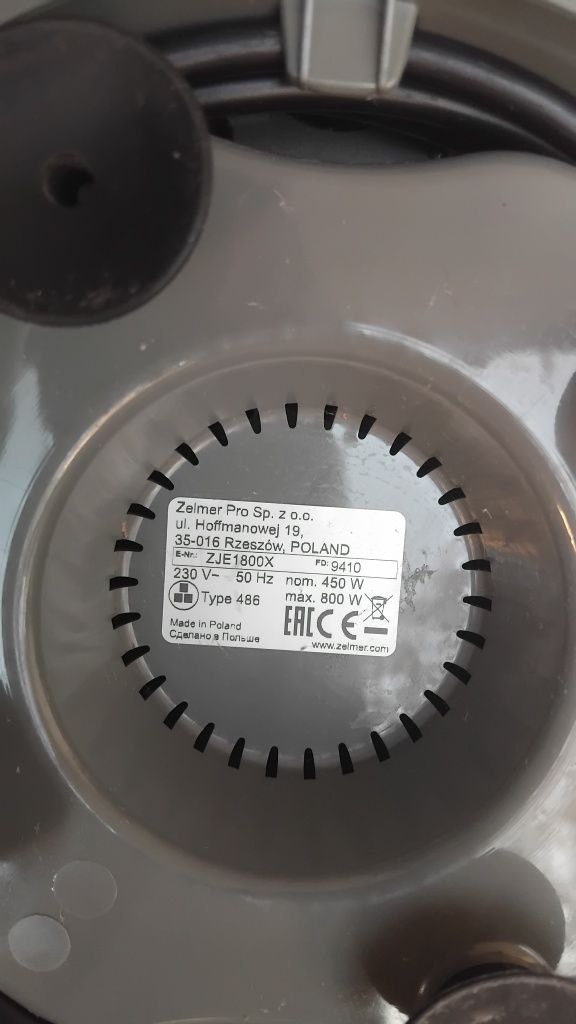 Zelmer Pro Sp. z o.o.
ul. Hoffmanowej 19,
35-016 Rzeszów, POLAND
E-Nr.: ZJE1800X FD: 9410
230 V~ 50 Hz nom. 450 W
Type 486 max. 800 W
Made in Poland
Сделано в Польше
EAC CE
www.zelmer.com